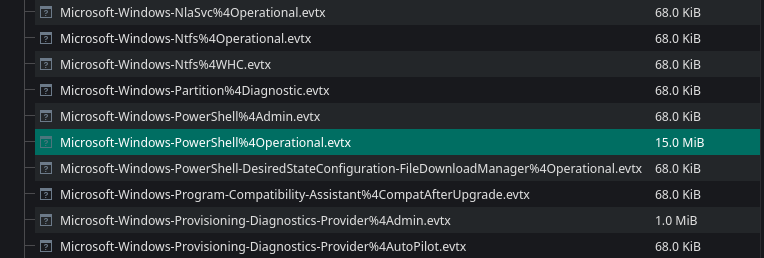 Microsoft-Windows-NlaSvc%4Operational.evtx 68.0 KiB
Microsoft-Windows-Ntfs%4Operational.evtx 68.0 KiB
Microsoft-Windows-Ntfs%4WHC.evtx 68.0 KiB
Microsoft-Windows-Partition%4Diagnostic.evtx 68.0 KiB
Microsoft-Windows-PowerShell%4Admin.evtx 68.0 KiB
Microsoft-Windows-PowerShell%4Operational.evtx 15.0 MiB
Microsoft-Windows-PowerShell-DesiredStateConfiguration-FileDownloadManager%4Operational.evtx 68.0 KiB
Microsoft-Windows-Program-Compatibility-Assistant%4CompatAfterUpgrade.evtx 68.0 KiB
Microsoft-Windows-Provisioning-Diagnostics-Provider%4Admin.evtx 1.0 MiB
Microsoft-Windows-Provisioning-Diagnostics-Provider%4AutoPilot.evtx 68.0 KiB